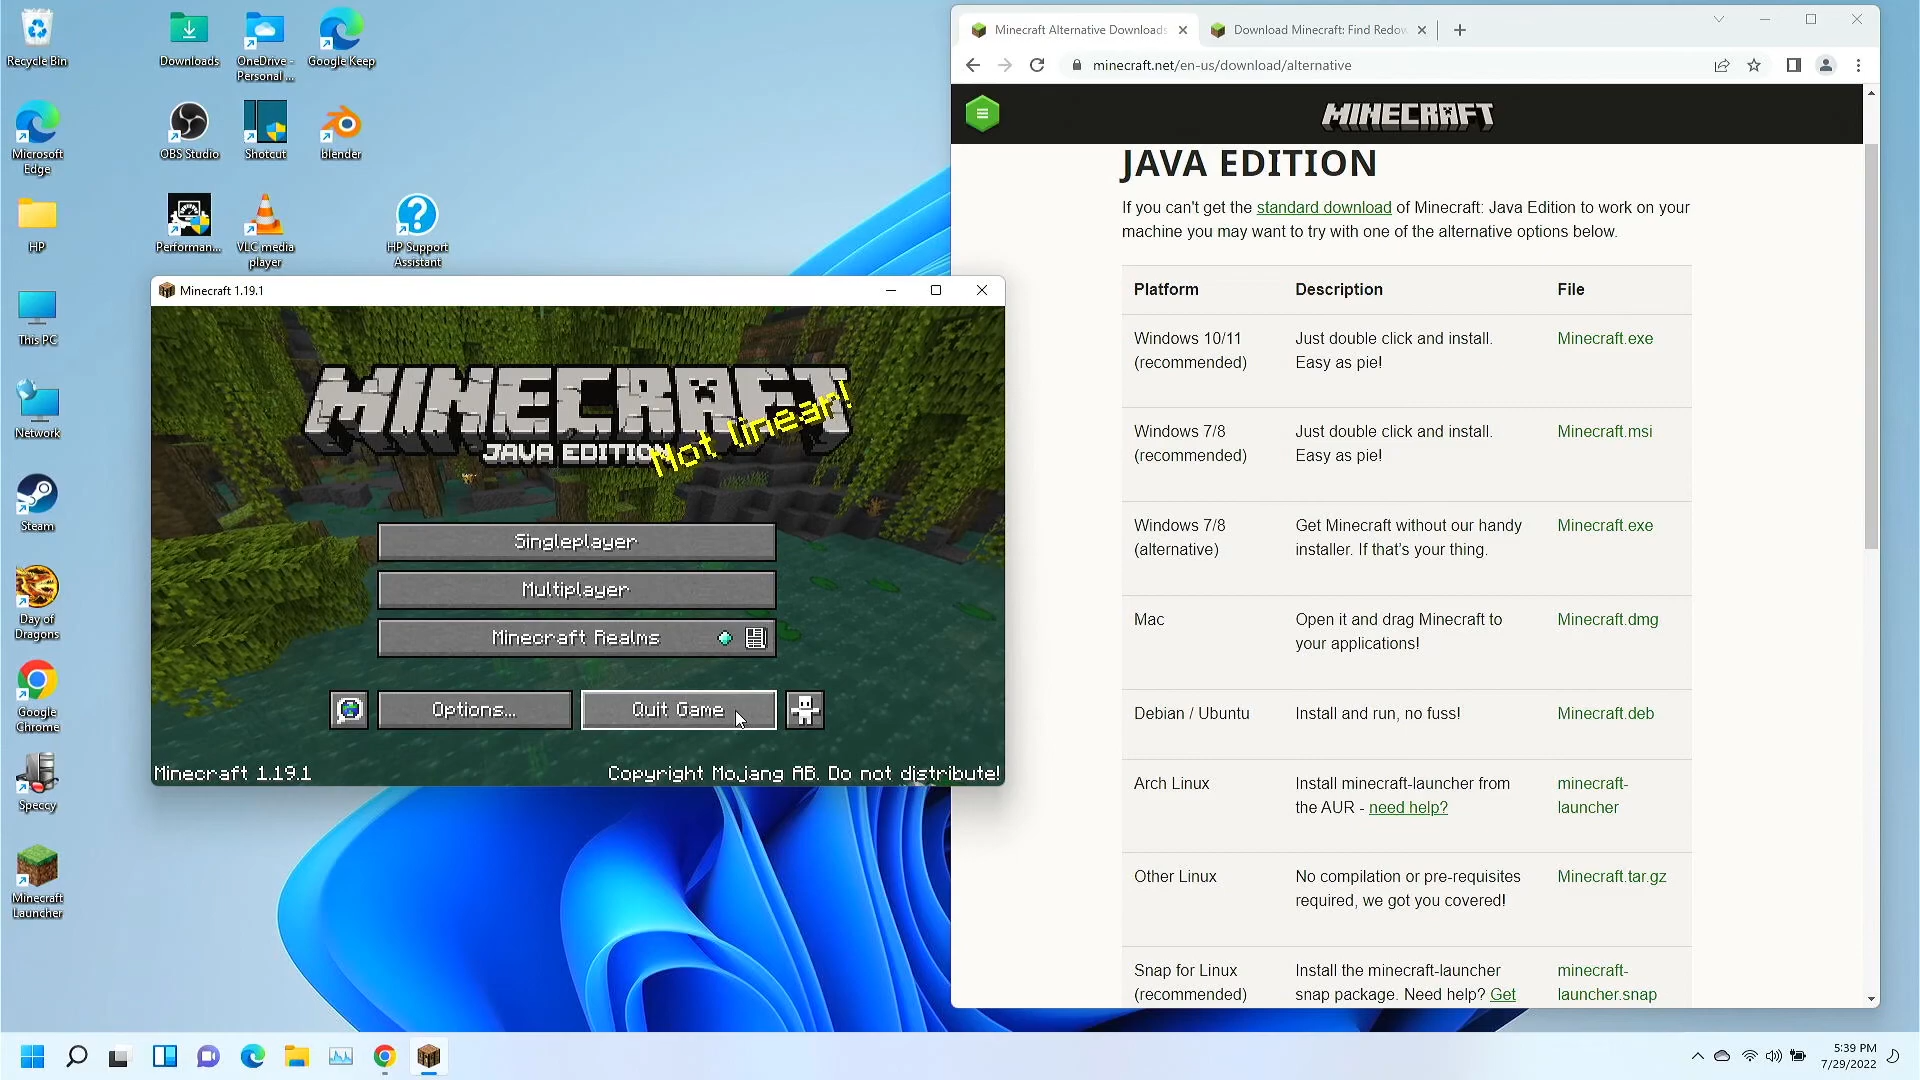 Recycle Bin
Downloads
OneDrive -
Personal ...
Google Keep
Microsoft
Edge
OBS Studio
Shotcut
blender
HP
Performan...
VLC media
player
HP Support
Assistant
This PC
Network
Steam
Day of
Dragons
Google
Chrome
Speccy
Minecraft
Launcher
Minecraft 1.19.1
MINECRAFT
JAVA EDITION
Not linear!
Singleplayer
Multiplayer
Minecraft Realms
Options...
Quit Game
Minecraft 1.19.1
Copyright Mojang AB. Do not distribute!
Minecraft Alternative Downloads
Download Minecraft: Find Redow
minecraft.net/en-us/download/alternative
MINECRAFT
JAVA EDITION
If you can't get the standard download of Minecraft: Java Edition to work on your
machine you may want to try with one of the alternative options below.
Platform Description File
Windows 10/11 Just double click and install. Minecraft.exe
(recommended) Easy as pie!
Windows 7/8 Just double click and install. Minecraft.msi
(recommended) Easy as pie!
Windows 7/8 Get Minecraft without our handy Minecraft.exe
(alternative) installer. If that's your thing.
Mac Open it and drag Minecraft to Minecraft.dmg
your applications!
Debian / Ubuntu Install and run, no fuss! Minecraft.deb
Arch Linux Install minecraft-launcher from minecraft-
the AUR - need help? launcher
Other Linux No compilation or pre-requisites Minecraft.tar.gz
required, we got you covered!
Snap for Linux Install the minecraft-launcher minecraft-
(recommended) snap package. Need help? Get launcher.snap
5:39 PM
7/29/2022